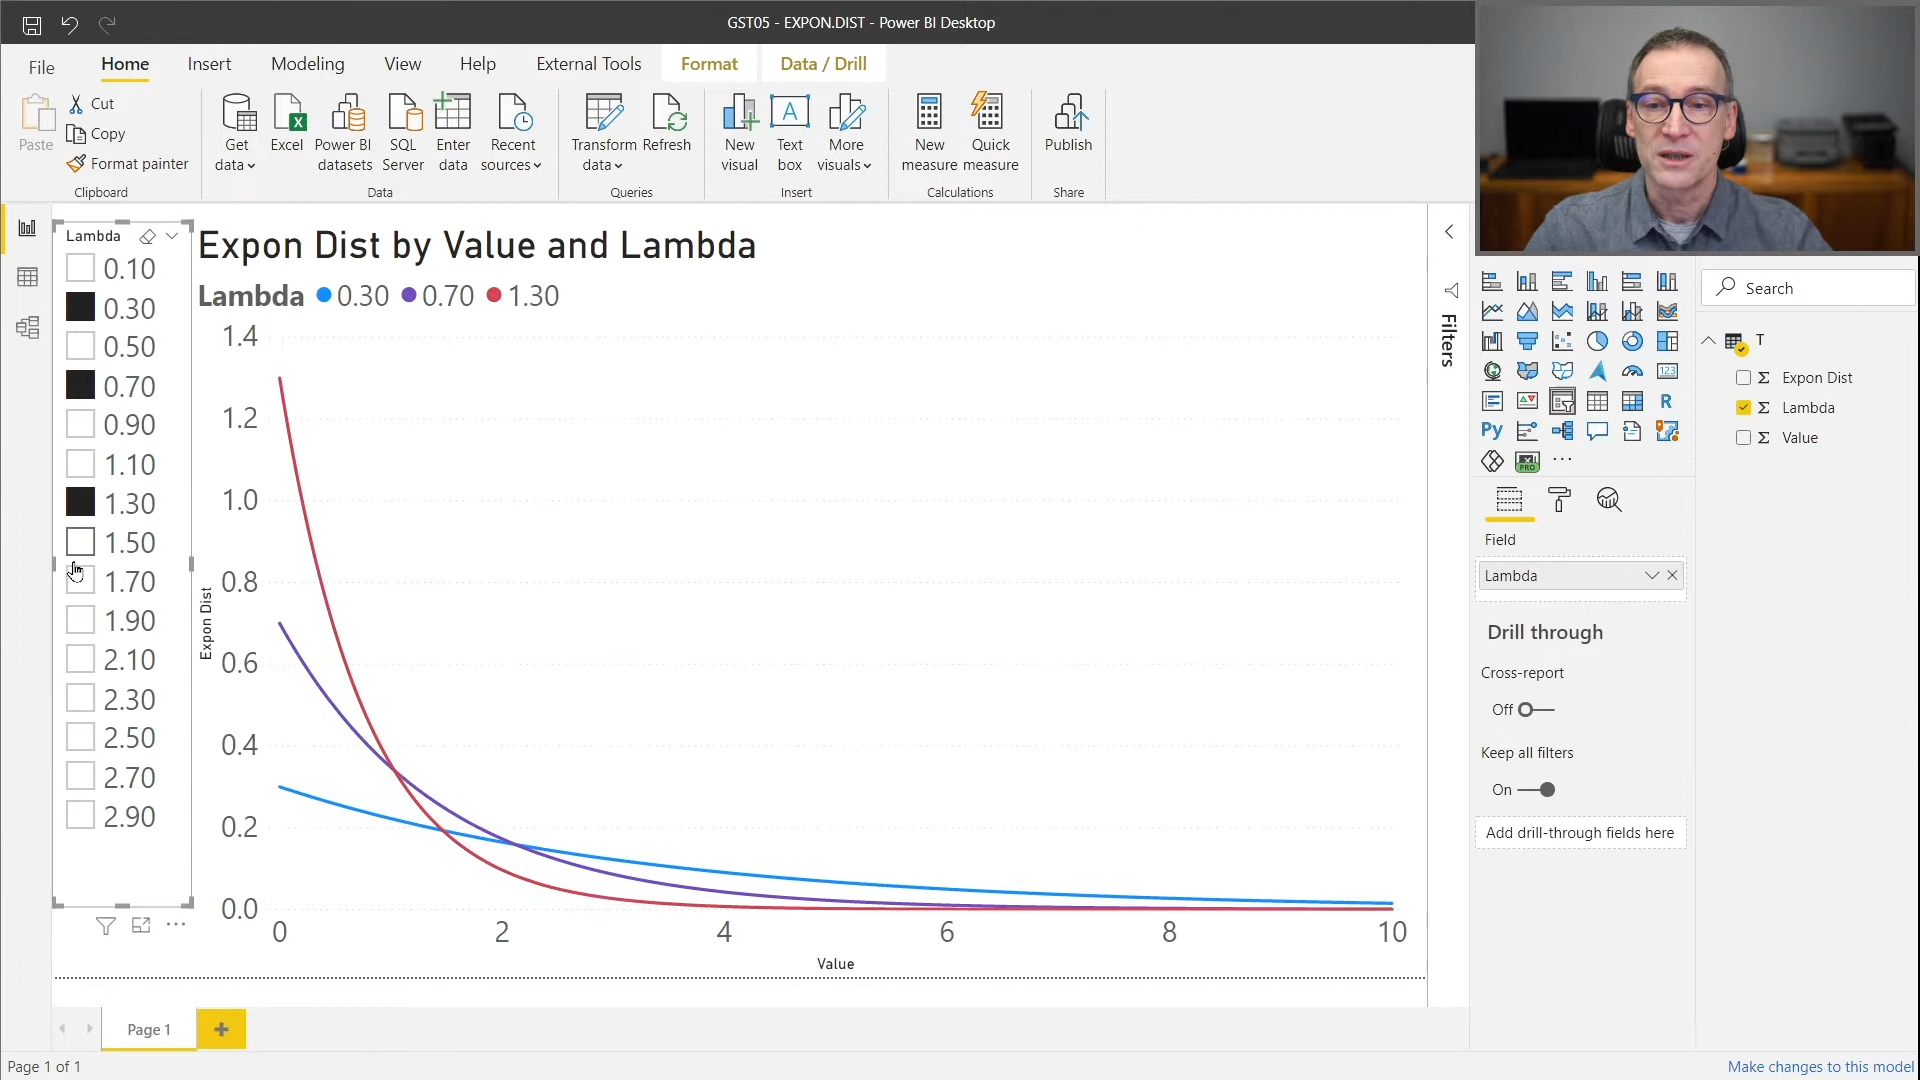 GST05 - EXPON.DIST - Power BI Desktop
File Home Insert Modeling View Help External Tools Format Data / Drill
Paste
Cut
Copy
Format painter
Clipboard
Get data
Excel
Power BI datasets
SQL Server
Enter data
Recent sources
Data
Transform data
Refresh
Queries
New visual
Text box
More visuals
Insert
New measure
Quick measure
Calculations
Publish
Share
Lambda
0.10
0.30
0.50
0.70
0.90
1.10
1.30
1.50
1.70
1.90
2.10
2.30
2.50
2.70
2.90
Expon Dist by Value and Lambda
Lambda 0.30 0.70 1.30
1.4
1.2
1.0
0.8
0.6
0.4
0.2
0.0
Expon Dist
0 2 4 6 8 10
Value
Filters
123
R
Py
PRO
Field
Lambda
Drill through
Cross-report
Off
Keep all filters
On
Add drill-through fields here
Search
T
Expon Dist
Lambda
Value
Page 1
Page 1 of 1
Make changes to this model